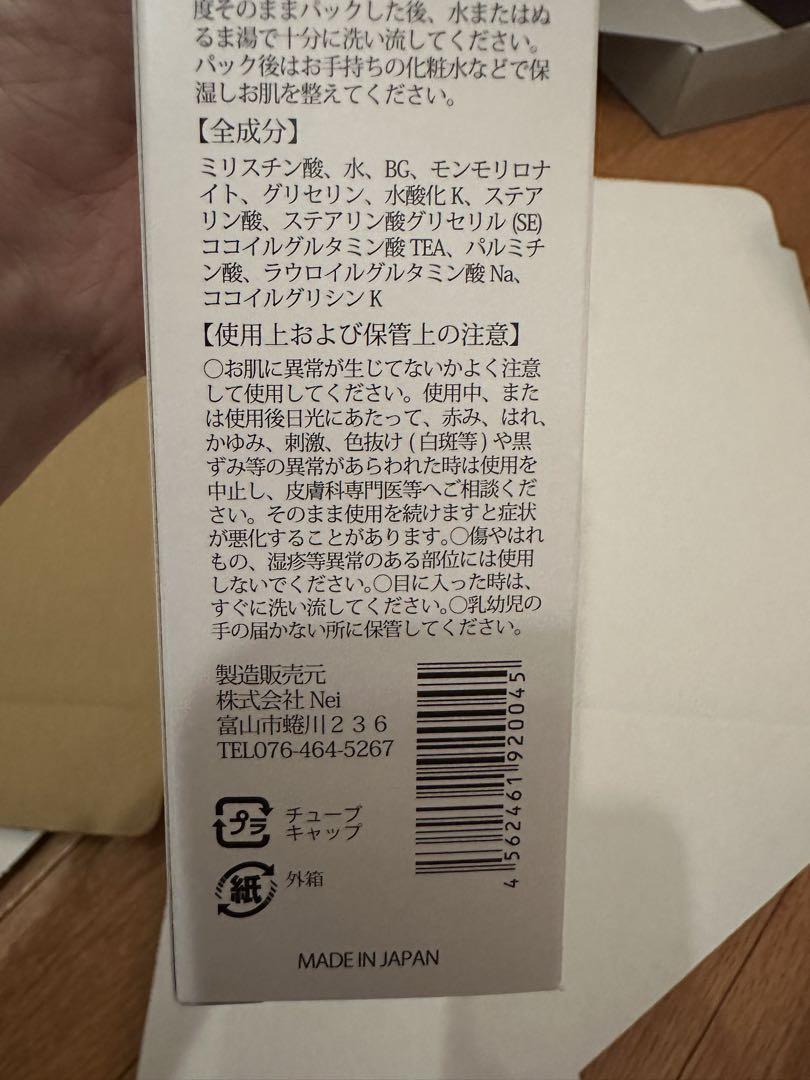 度そのままパックした後、水またはぬ
るま湯で十分に洗い流してください。
パック後はお手持ちの化粧水などで保
湿しお肌を整えてください。
【全成分】
ミリスチン酸、水、BG、モンモリロナ
イト、グリセリン、水酸化 K、ステア
リン酸、ステアリン酸グリセリル (SE)
ココイルグルタミン酸 TEA、パルミチ
ン酸、ラウロイルグルタミン酸 Na、
ココイルグリシン K
【使用上および保管上の注意】
○お肌に異常が生じてないかよく注意
して使用してください。使用中、また
は使用後日光にあたって、赤み、はれ、
かゆみ、刺激、色抜け ( 白斑等 ) や黒
ずみ等の異常があらわれた時は使用を
中止し、皮膚科専門医等へご相談くだ
さい。そのまま使用を続けますと症状
が悪化することがあります。○傷やはれ
もの、湿疹等異常のある部位には使用
しないでください。○目に入った時は、
すぐに洗い流してください。○乳幼児の
手の届かない所に保管してください。
製造販売元
株式会社 Nei
富山市蜷川２３６
TEL076-464-5267
4 562461 920045
プラ チューブ
キャップ
紙 外箱
MADE IN JAPAN